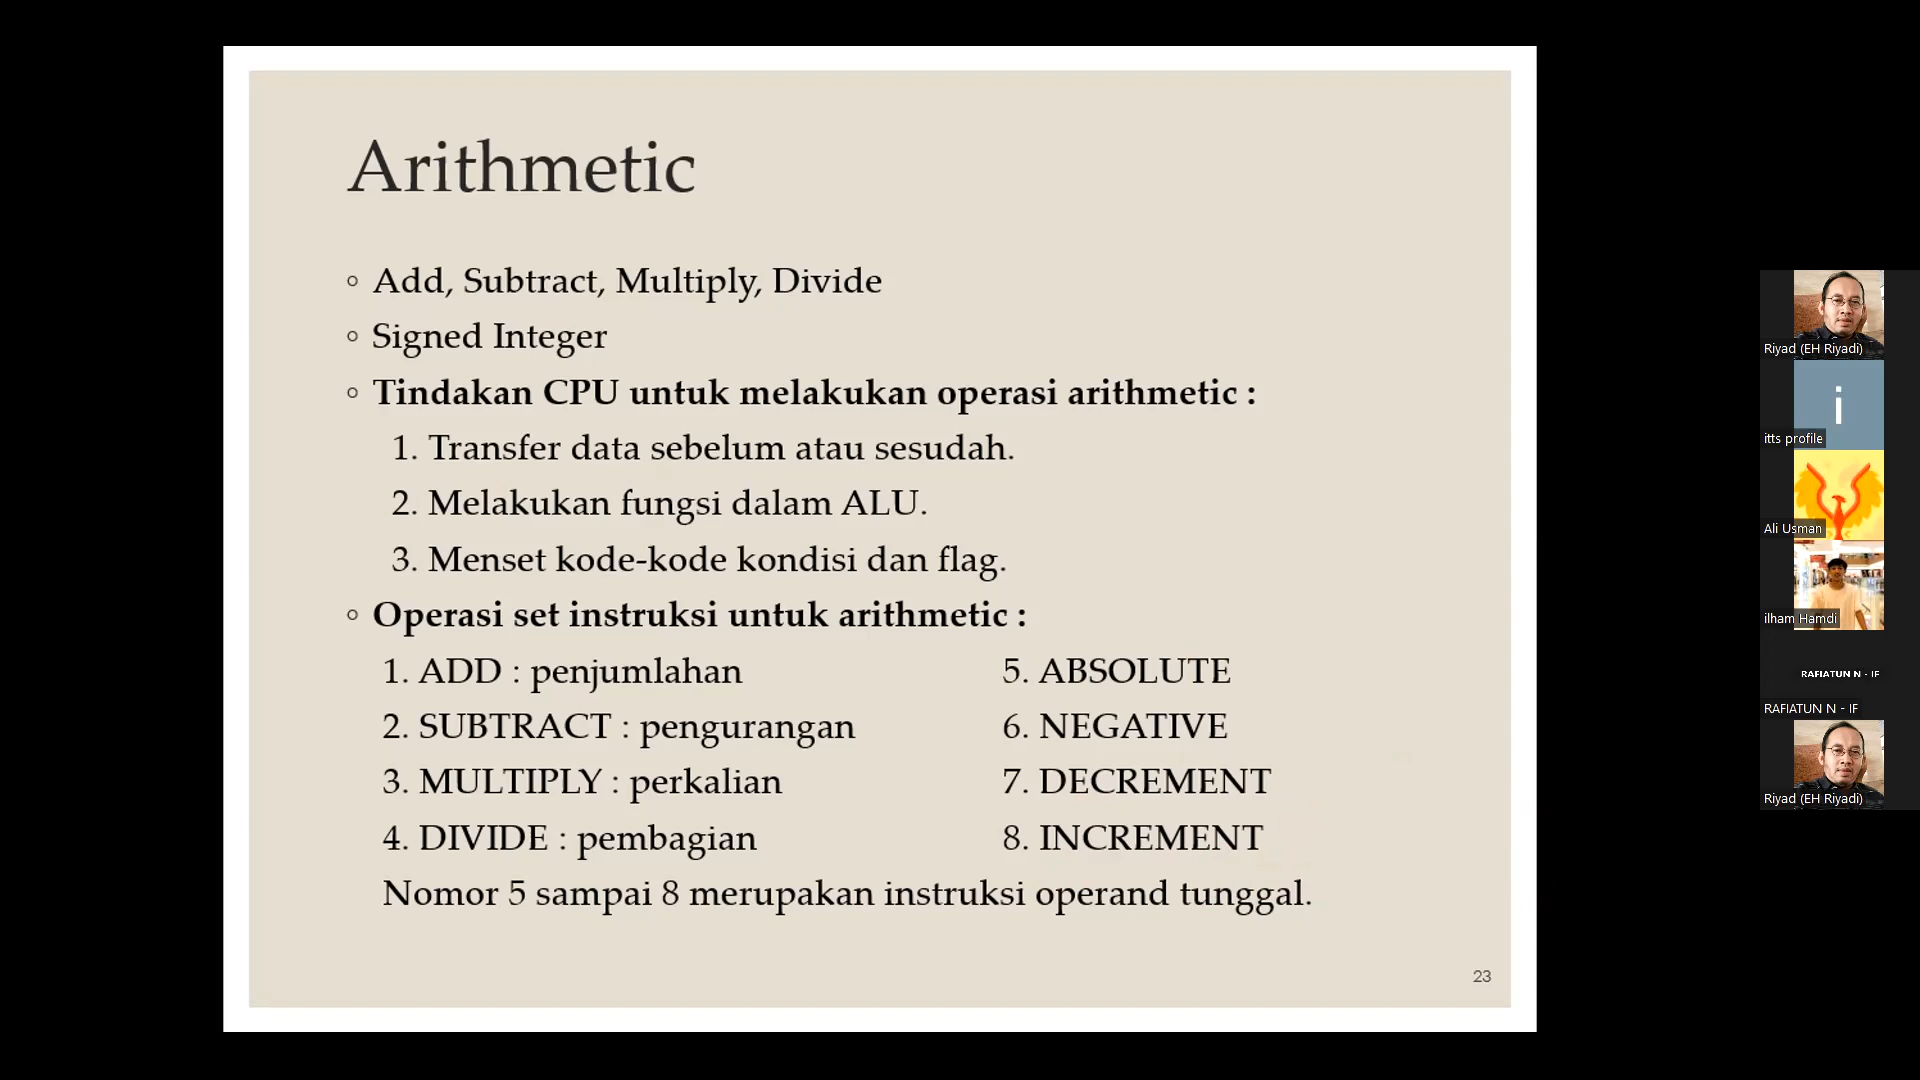 Arithmetic
◦ Add, Subtract, Multiply, Divide
◦ Signed Integer
◦ Tindakan CPU untuk melakukan operasi arithmetic :
1. Transfer data sebelum atau sesudah.
2. Melakukan fungsi dalam ALU.
3. Menset kode-kode kondisi dan flag.
◦ Operasi set instruksi untuk arithmetic :
1. ADD : penjumlahan
2. SUBTRACT : pengurangan
3. MULTIPLY : perkalian
4. DIVIDE : pembagian
5. ABSOLUTE
6. NEGATIVE
7. DECREMENT
8. INCREMENT
Nomor 5 sampai 8 merupakan instruksi operand tunggal.
23
Riyad (EH Riyadi)
i
itts profile
Ali Usman
ilham Hamdi
RAFIATUN N - IF
RAFIATUN N - IF
Riyad (EH Riyadi)